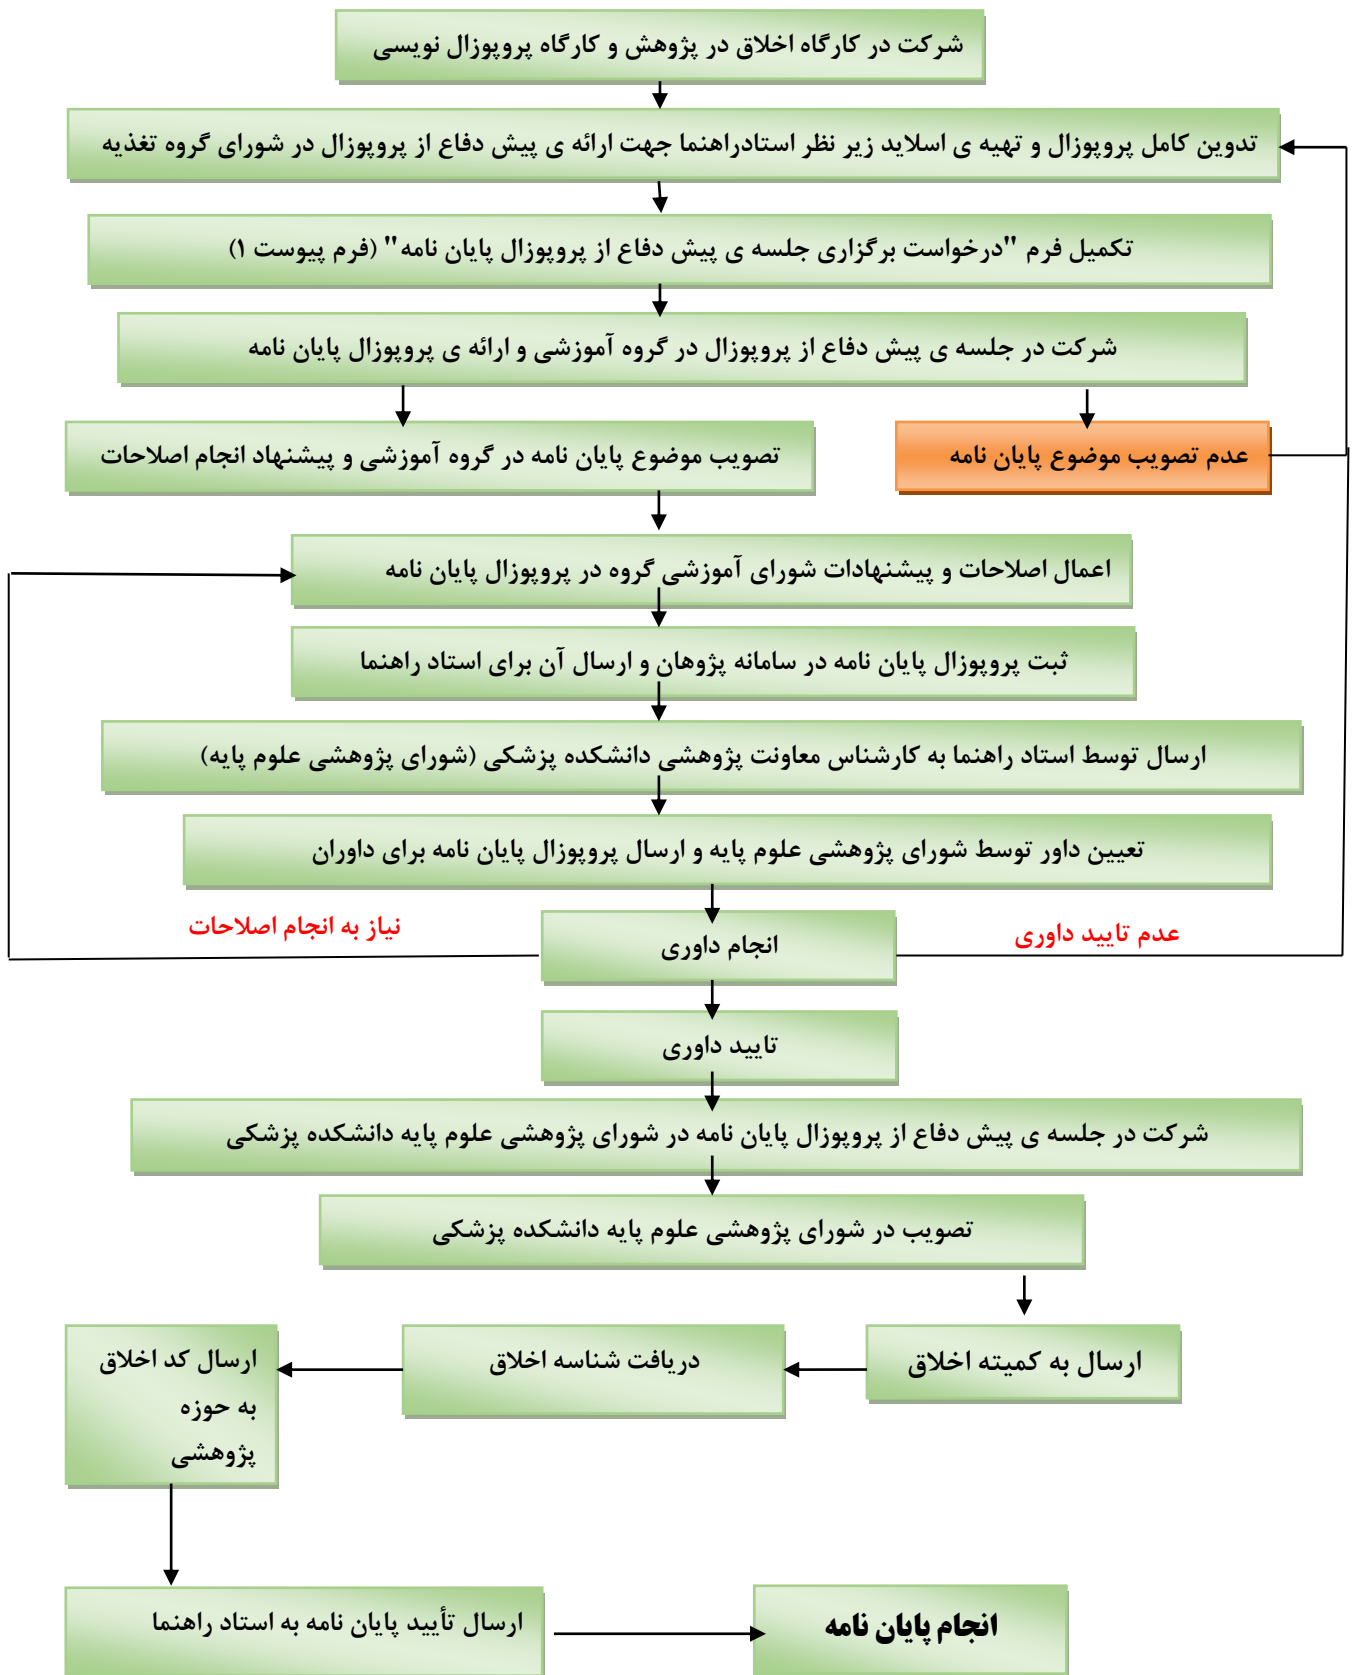 شرکت در کارگاه اخلاق در پژوهش و کارگاه پروپوزال نویسی
تدوین کامل پروپوزال و تهیه ی اسلاید زیر نظر استادراهنما جهت ارائه ی پیش دفاع از پروپوزال در شورای گروه تغذیه
تکمیل فرم "درخواست برگزاری جلسه ی پیش دفاع از پروپوزال پایان نامه" (فرم پیوست ۱)
شرکت در جلسه ی پیش دفاع از پروپوزال در گروه آموزشی و ارائه ی پروپوزال پایان نامه
عدم تصویب موضوع پایان نامه
تصویب موضوع پایان نامه در گروه آموزشی و پیشنهاد انجام اصلاحات
اعمال اصلاحات و پیشنهادات شورای آموزشی گروه در پروپوزال پایان نامه
ثبت پروپوزال پایان نامه در سامانه پژوهان و ارسال آن برای استاد راهنما
ارسال توسط استاد راهنما به کارشناس معاونت پژوهشی دانشکده پزشکی (شورای پژوهشی علوم پایه)
تعیین داور توسط شورای پژوهشی علوم پایه و ارسال پروپوزال پایان نامه برای داوران
عدم تایید داوری
انجام داوری
نیاز به انجام اصلاحات
تایید داوری
شرکت در جلسه ی پیش دفاع از پروپوزال پایان نامه در شورای پژوهشی علوم پایه دانشکده پزشکی
تصویب در شورای پژوهشی علوم پایه دانشکده پزشکی
ارسال به کمیته اخلاق
دریافت شناسه اخلاق
ارسال کد اخلاق
به حوزه
پژوهشی
ارسال تأیید پایان نامه به استاد راهنما
انجام پایان نامه